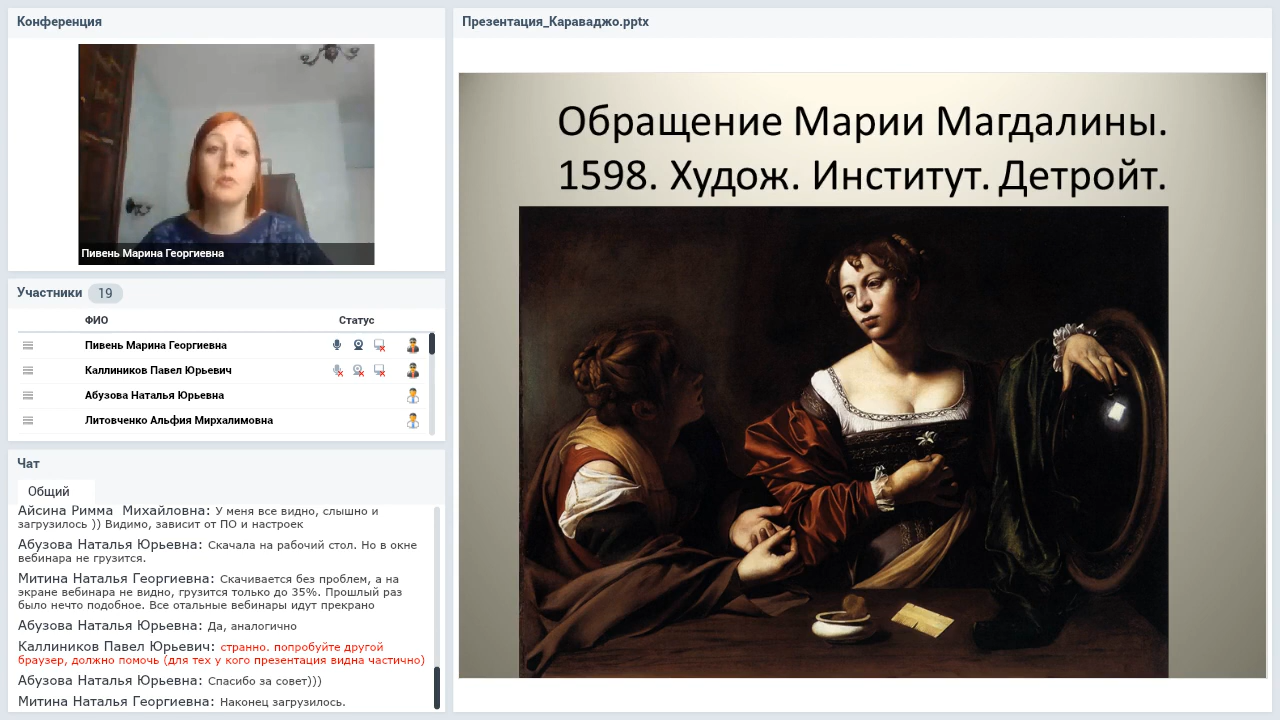 Конференция
Пивень Марина Георгиевна
Участники 19
ФИО Статус
Пивень Марина Георгиевна
Каллиников Павел Юрьевич
Абузова Наталья Юрьевна
Литовченко Альфия Мирхалимовна
Чат
Общий
Айсина Римма Михайловна: У меня все видно, слышно и
загрузилось )) Видимо, зависит от ПО и настроек
Абузова Наталья Юрьевна: Скачала на рабочий стол. Но в окне
вебинара не грузится.
Митина Наталья Георгиевна: Скачивается без проблем, а на
экране вебинара не видно, грузится только до 35%. Прошлый раз
было нечто подобное. Все отальные вебинары идут прекрано
Абузова Наталья Юрьевна: Да, аналогично
Каллиников Павел Юрьевич: странно. попробуйте другой
браузер, должно помочь (для тех у кого презентация видна частично)
Абузова Наталья Юрьевна: Спасибо за совет)))
Митина Наталья Георгиевна: Наконец загрузилось.
Презентация_Караваджо.pptx
Обращение Марии Магдалины.
1598. Худож. Институт. Детройт.